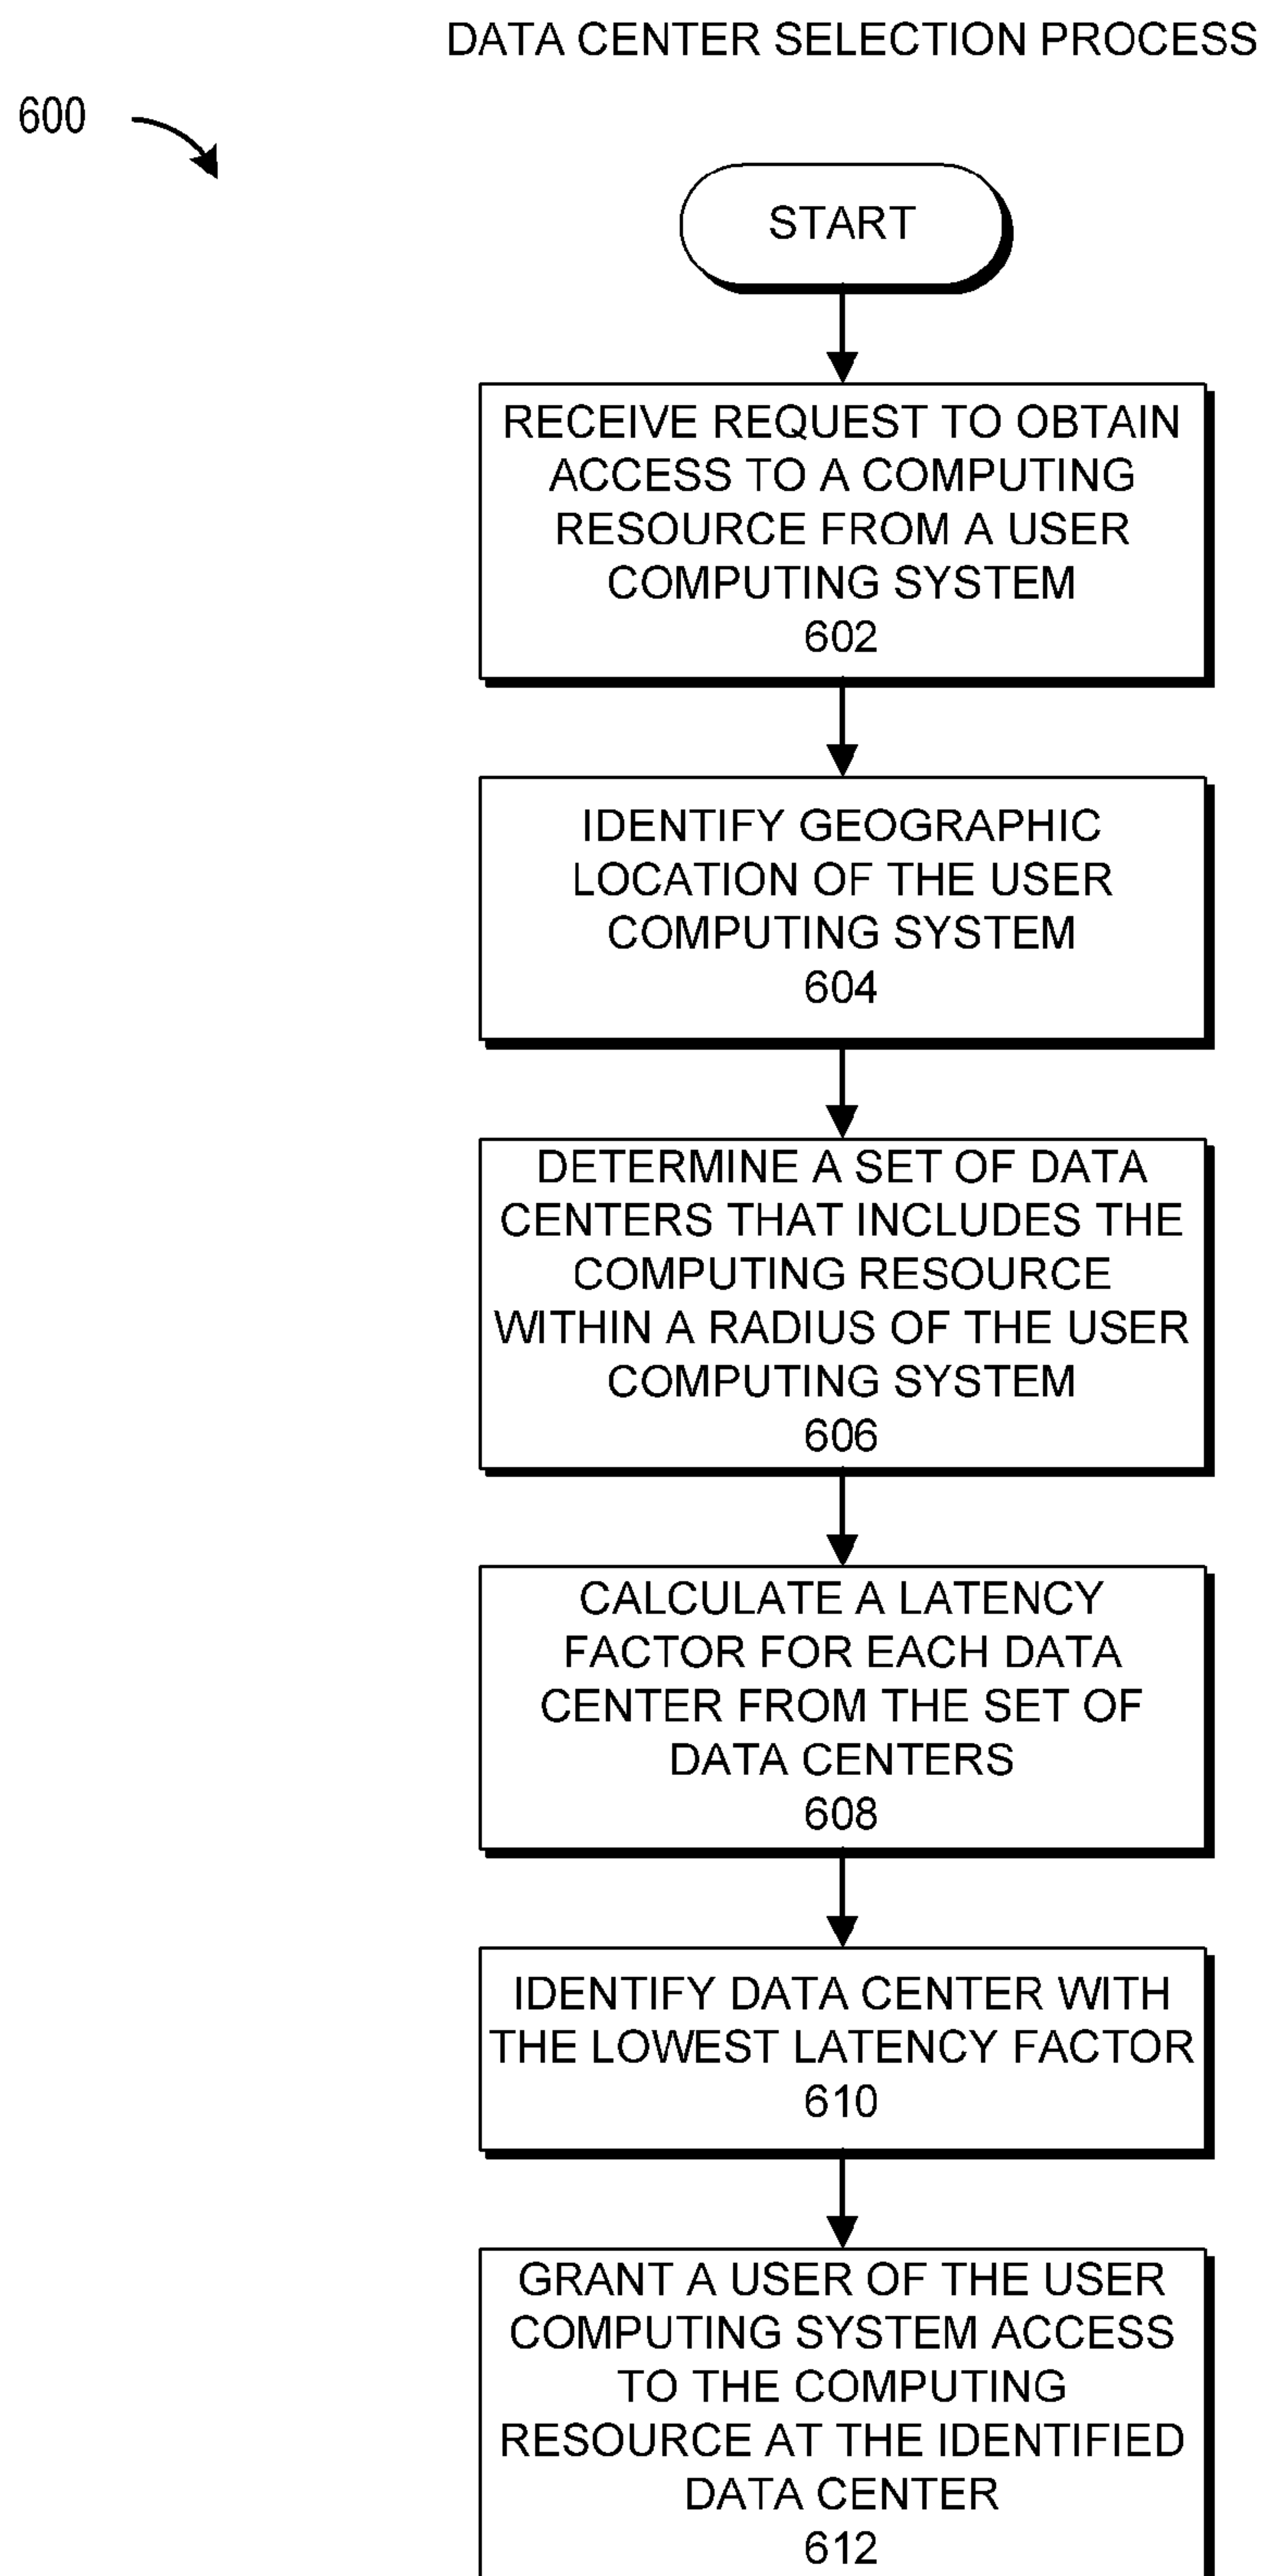 DATA CENTER SELECTION PROCESS
600
START
RECEIVE REQUEST TO OBTAIN
ACCESS TO A COMPUTING
RESOURCE FROM A USER
COMPUTING SYSTEM
602
IDENTIFY GEOGRAPHIC
LOCATION OF THE USER
COMPUTING SYSTEM
604
DETERMINE A SET OF DATA
CENTERS THAT INCLUDES THE
COMPUTING RESOURCE
WITHIN A RADIUS OF THE USER
COMPUTING SYSTEM
606
CALCULATE A LATENCY
FACTOR FOR EACH DATA
CENTER FROM THE SET OF
DATA CENTERS
608
IDENTIFY DATA CENTER WITH
THE LOWEST LATENCY FACTOR
610
GRANT A USER OF THE USER
COMPUTING SYSTEM ACCESS
TO THE COMPUTING
RESOURCE AT THE IDENTIFIED
DATA CENTER
612